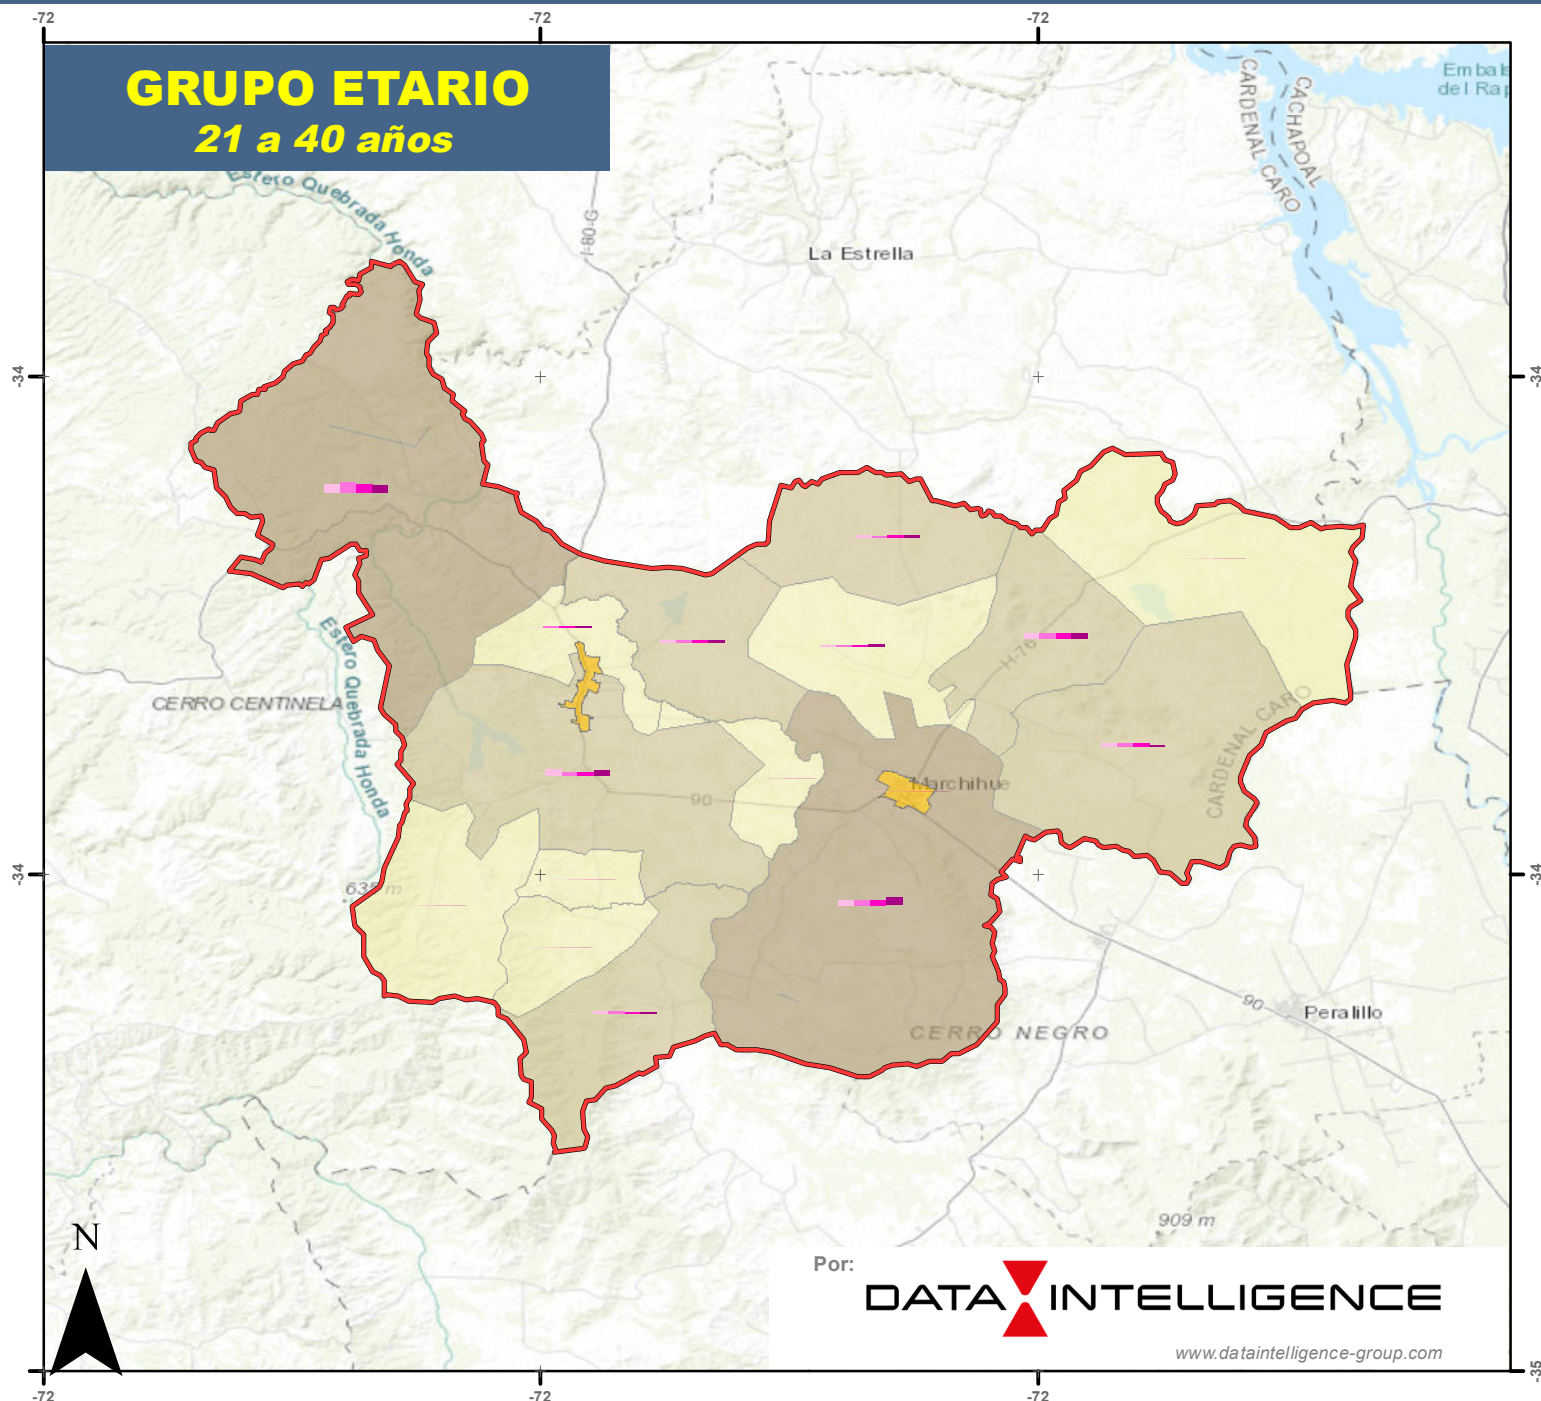 -72
-72
-72
GRUPO ETARIO
21 a 40 años
Embals
del Rap
CARDENAL CARO
CACHAPOAL
Estero Quebrada Honda
I-80-G
La Estrella
-34
-34
H-76
Estero Quebrada Honda
CERRO CENTINELA
CARDENAL CARO
Marchihue
90
-34
-34
635 m
90
Peralillo
CERRO NEGRO
909 m
N
Por:
DATA INTELLIGENCE
www.dataintelligence-group.com
-35
-72
-72
-72